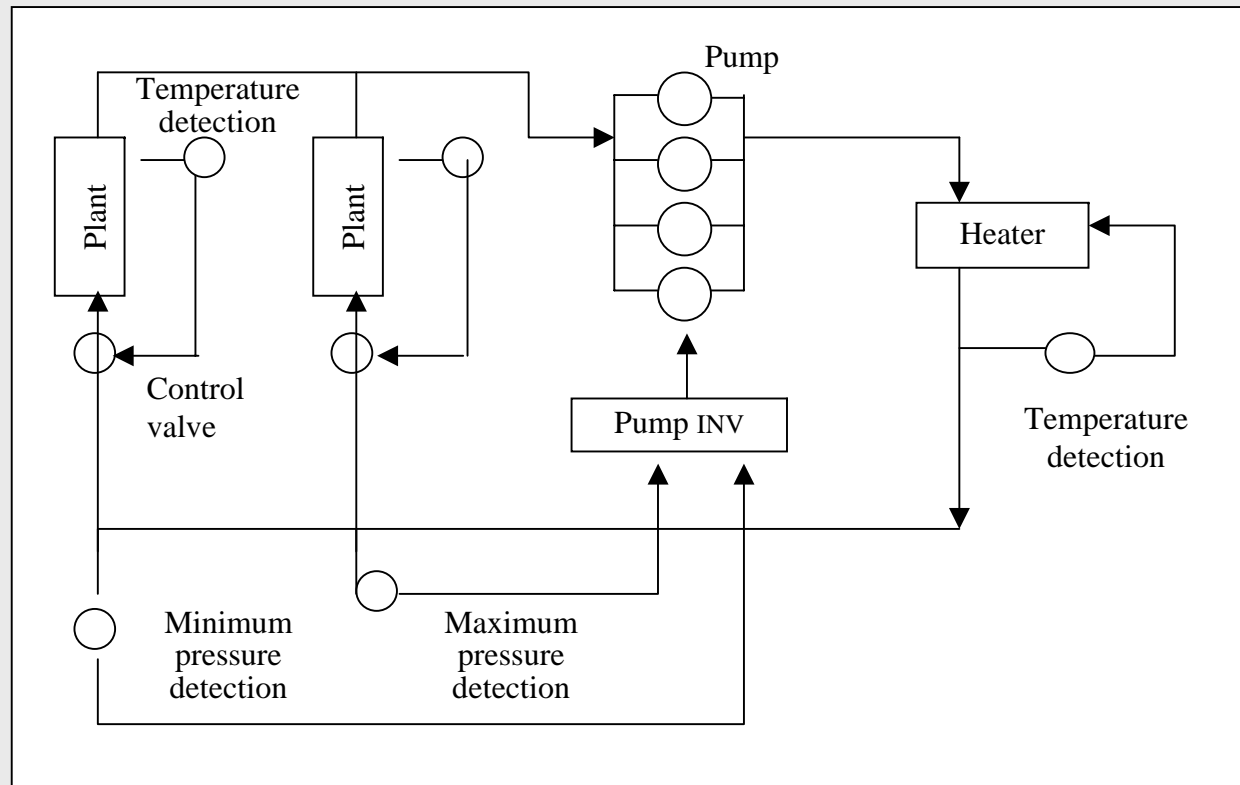 Pump
Temperature
detection
Plant
Plant
Heater
Control
valve
Pump INV
Temperature
detection
Minimum
pressure
detection
Maximum
pressure
detection